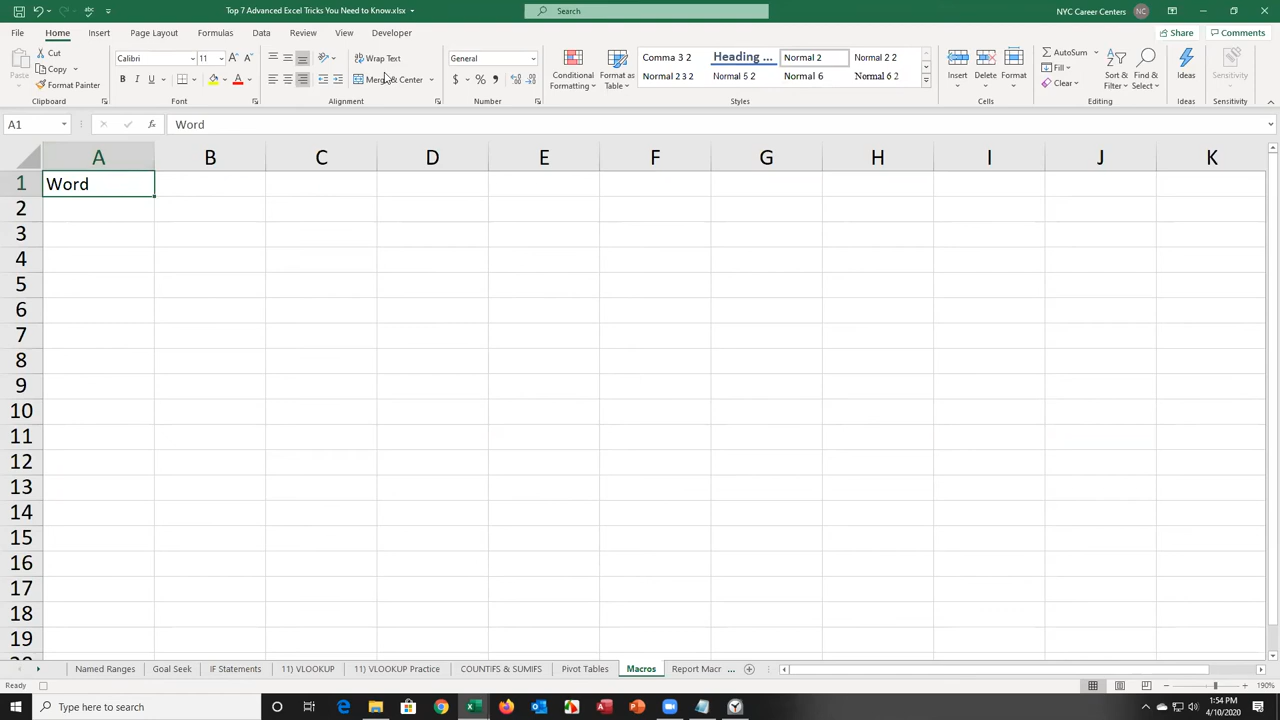 Top 7 Advanced Excel Tricks You Need to Know.xlsx
Search
NYC Career Centers
NC
File Home Insert Page Layout Formulas Data Review View Developer
Share Comments
Paste
Cut
Copy
Format Painter
Clipboard
Calibri 11
B I U
Font
Wrap Text
Merge & Center
Alignment
General
$ % ,
Number
Conditional Formatting
Format as Table
Comma 3 2 Heading ... Normal 2 Normal 2 2
Normal 2 3 2 Normal 5 2 Normal 6 Normal 6 2
Styles
Insert Delete Format
Cells
AutoSum
Fill
Clear
Sort & Filter
Find & Select
Editing
Ideas
Ideas
Sensitivity
Sensitivity
A1 fx Word
A B C D E F G H I J K
1 Word
2
3
4
5
6
7
8
9
10
11
12
13
14
15
16
17
18
19
Named Ranges Goal Seek IF Statements 11) VLOOKUP 11) VLOOKUP Practice COUNTIFS & SUMIFS Pivot Tables Macros Report Macr ...
Ready
190%
Type here to search
1:54 PM
4/10/2020